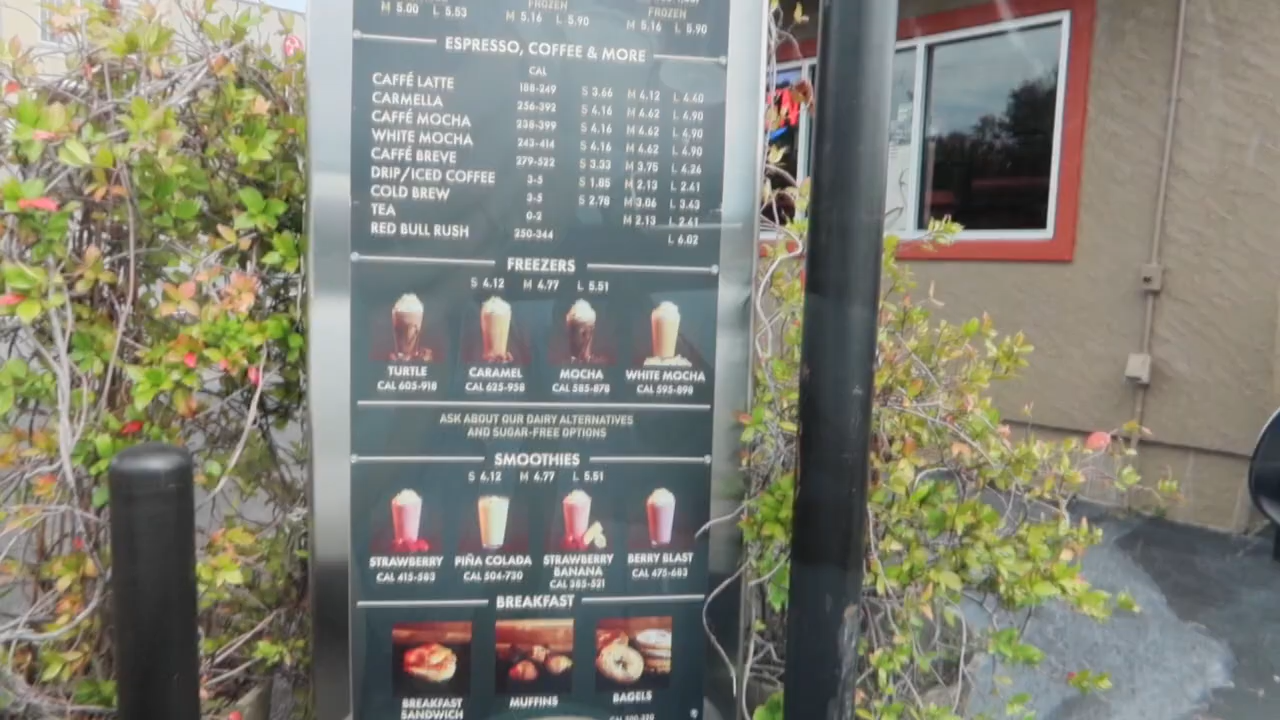 M 5.00 L 5.53
FROZEN
M 5.16 L 5.90
FROZEN
M 5.16 L 5.90
ESPRESSO, COFFEE & MORE
CAL
CAFFÉ LATTE 188-249 S 3.66 M 4.12 L 4.40
CARMELLA 256-392 S 4.16 M 4.62 L 4.90
CAFFÉ MOCHA 238-399 S 4.16 M 4.62 L 4.90
WHITE MOCHA 243-414 S 4.16 M 4.62 L 4.90
CAFFÉ BREVE 279-522 S 3.33 M 3.75 L 4.26
DRIP/ICED COFFEE 3-5 S 1.85 M 2.13 L 2.41
COLD BREW 3-5 S 2.78 M 3.06 L 3.43
TEA 0-2 M 2.13 L 2.41
RED BULL RUSH 250-344 L 6.02
FREEZERS
S 4.12 M 4.77 L 5.51
TURTLE CARAMEL MOCHA WHITE MOCHA
CAL 605-918 CAL 625-958 CAL 585-878 CAL 595-898
ASK ABOUT OUR DAIRY ALTERNATIVES
AND SUGAR-FREE OPTIONS
SMOOTHIES
S 4.12 M 4.77 L 5.51
STRAWBERRY
CAL 415-583
PIÑA COLADA
CAL 504-730
STRAWBERRY
BANANA
CAL 385-521
BERRY BLAST
CAL 475-683
BREAKFAST
BREAKFAST
SANDWICH
MUFFINS
BAGELS